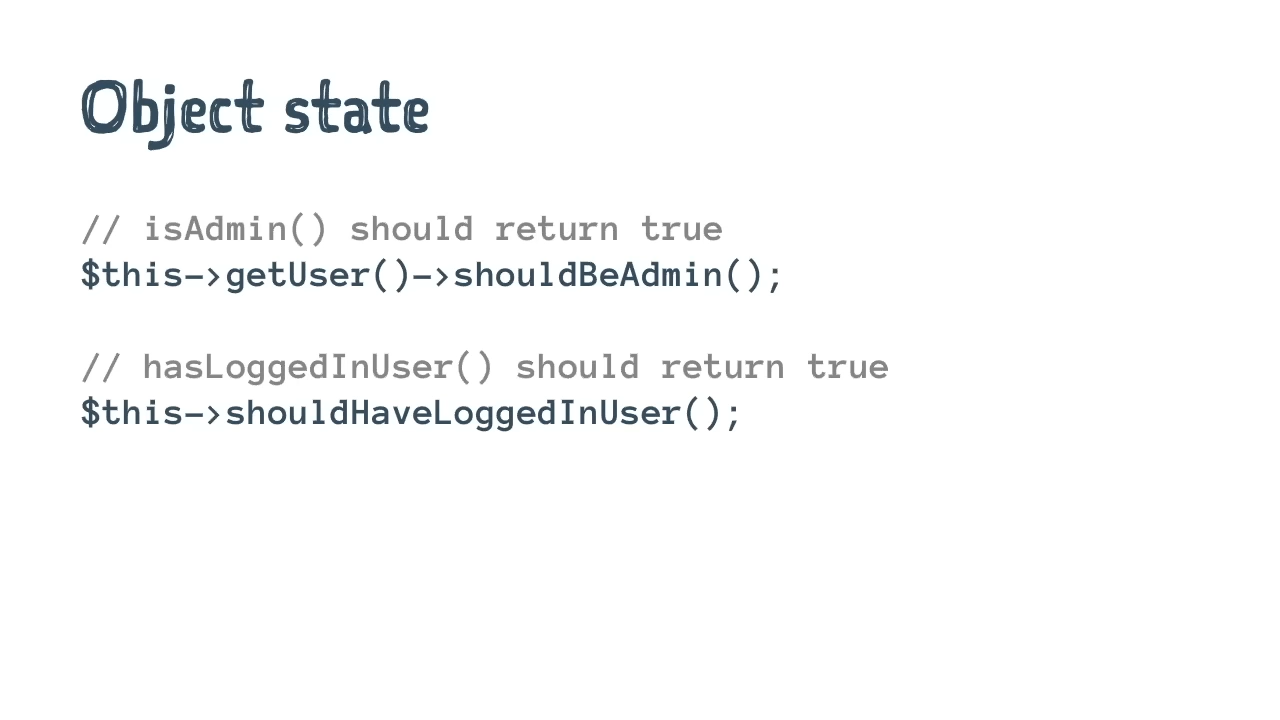 Object state
// isAdmin() should return true
$this->getUser()->shouldBeAdmin();
// hasLoggedInUser() should return true
$this->shouldHaveLoggedInUser();